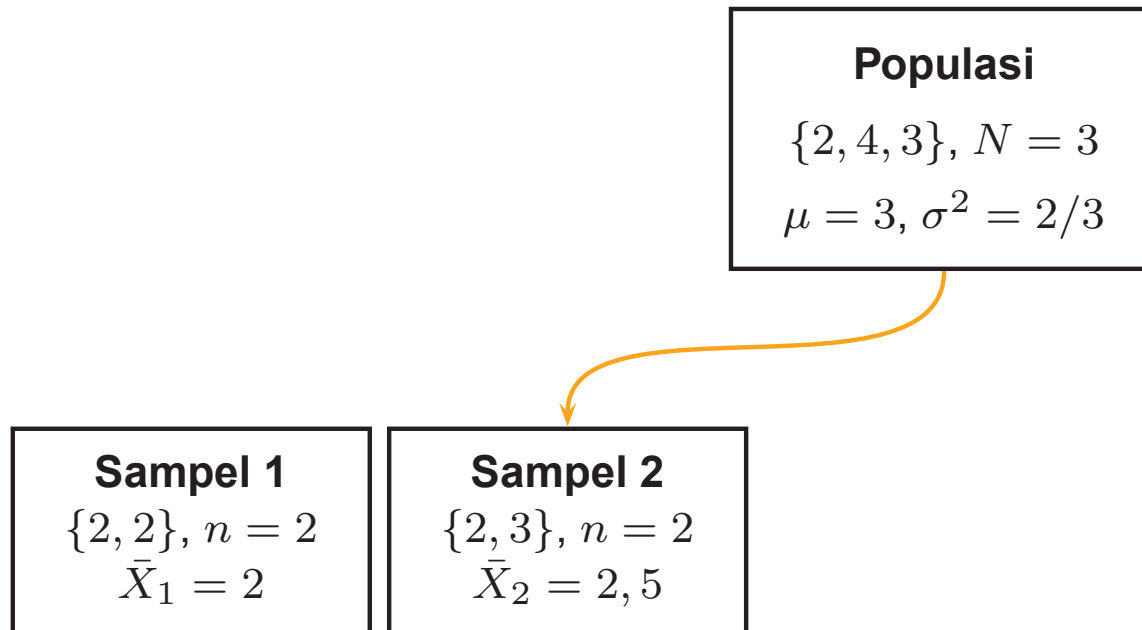 Populasi
{2, 4, 3}, N = 3
μ = 3, σ² = 2/3
Sampel 1
{2, 2}, n = 2
X̄₁ = 2
Sampel 2
{2, 3}, n = 2
X̄₂ = 2, 5